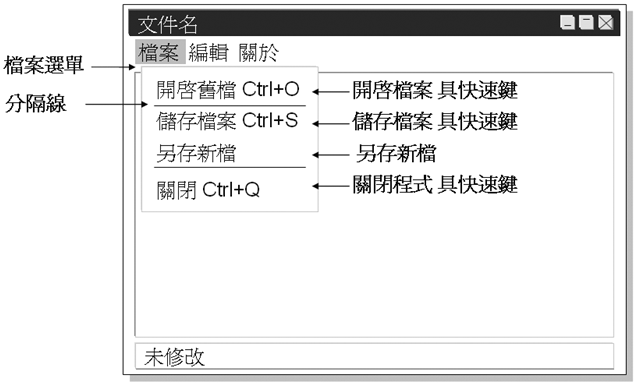 文件名
檔案 編輯 關於
檔案選單
開啓舊檔 Ctrl+O
開啓檔案 具快速鍵
分隔線
儲存檔案 Ctrl+S
儲存檔案 具快速鍵
另存新檔
另存新檔
關閉 Ctrl+Q
關閉程式 具快速鍵
未修改